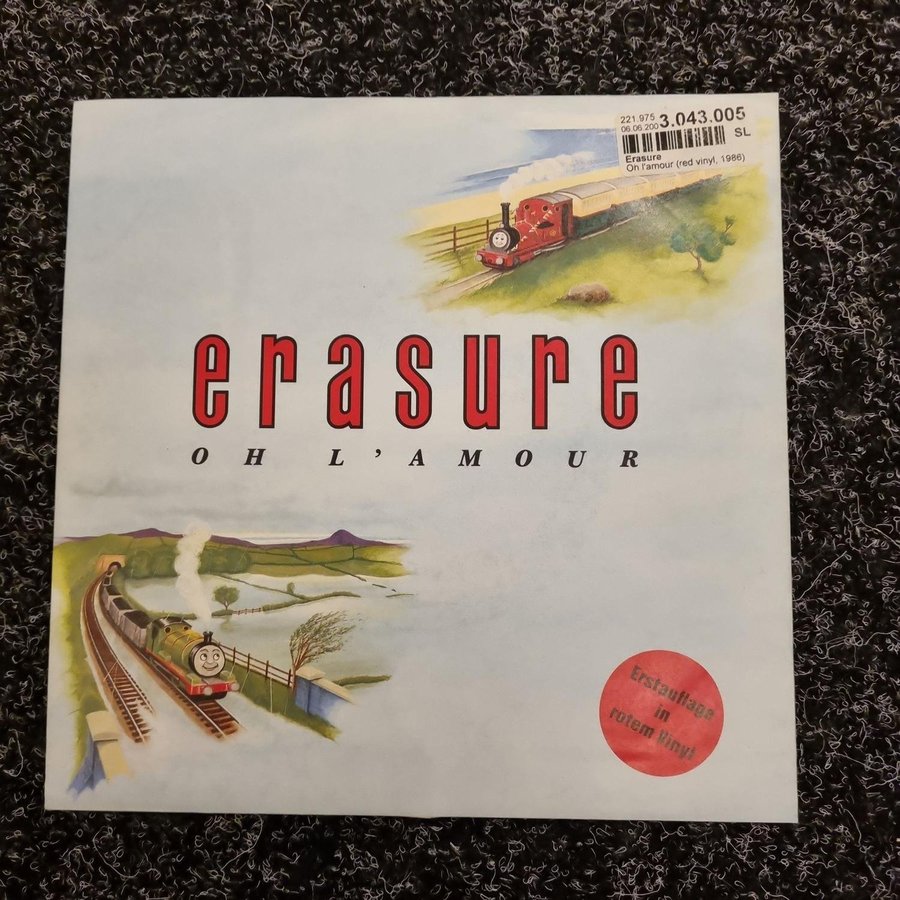 221.975 3.043.005
06.06.200 SL
Erasure
Oh l'amour (red vinyl, 1986)
erasure
OH L'AMOUR
Erstauflage
in
rotem Vinyl